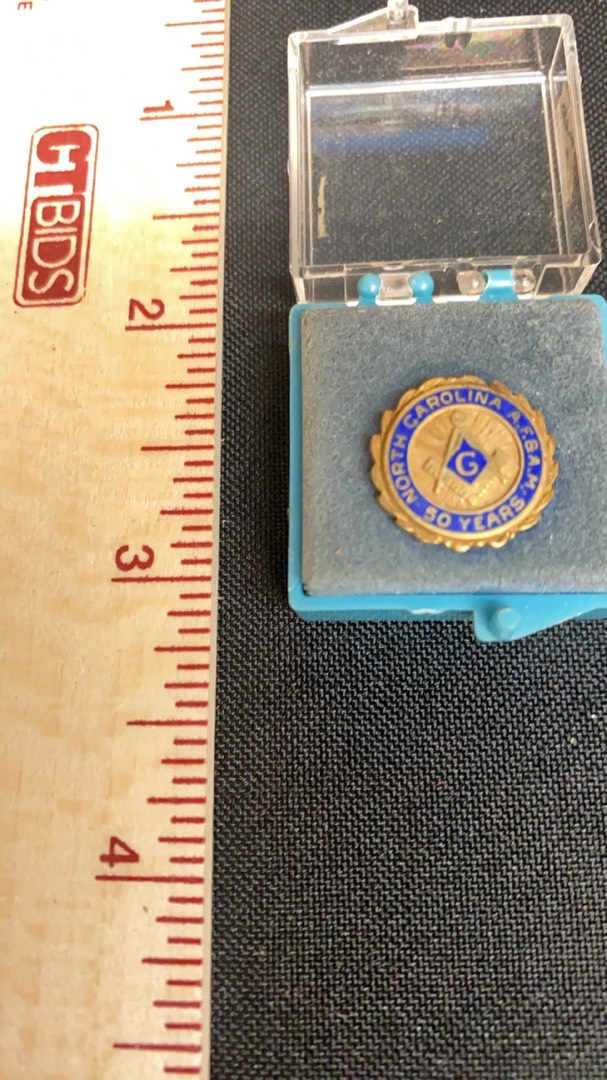 E
1
CTBIDS
2
3
4
NORTH CAROLINA A.F.&A.M.
50 YEARS
G